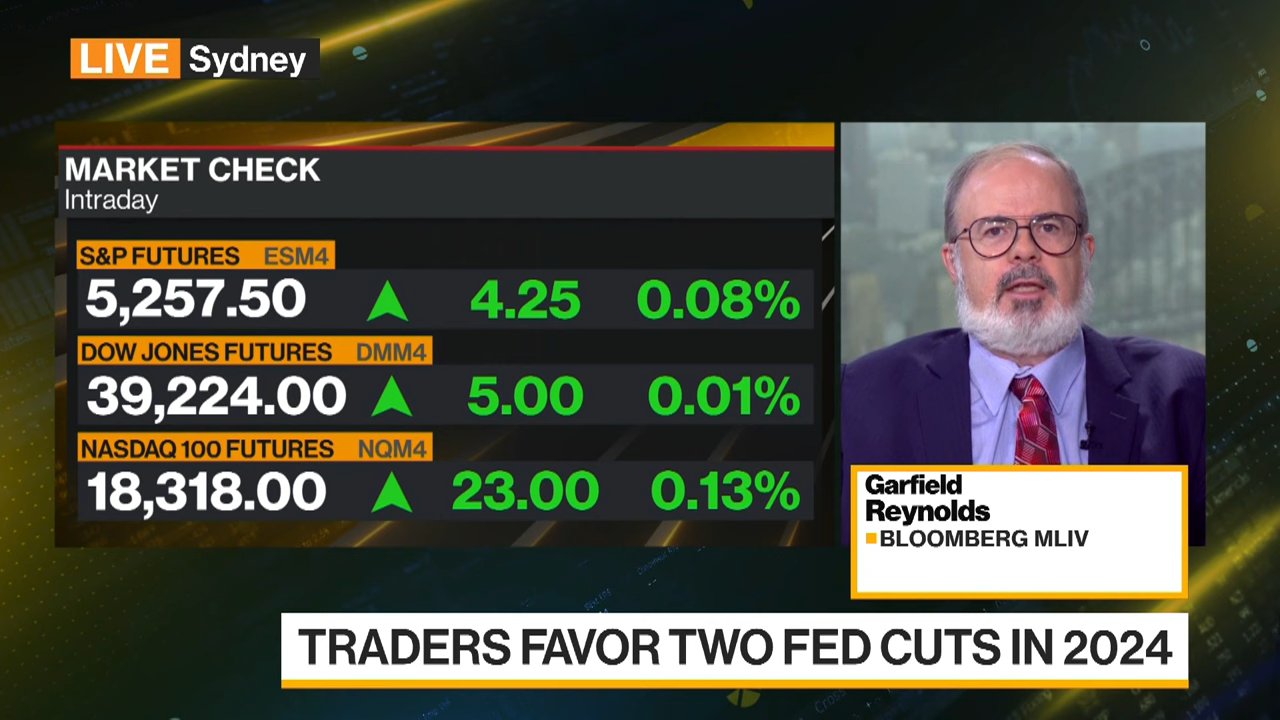 LIVE Sydney
MARKET CHECK
Intraday
S&P FUTURES ESM4
5,257.50 ▲ 4.25 0.08%
DOW JONES FUTURES DMM4
39,224.00 ▲ 5.00 0.01%
NASDAQ 100 FUTURES NQM4
18,318.00 ▲ 23.00 0.13%
Garfield
Reynolds
BLOOMBERG MLIV
TRADERS FAVOR TWO FED CUTS IN 2024